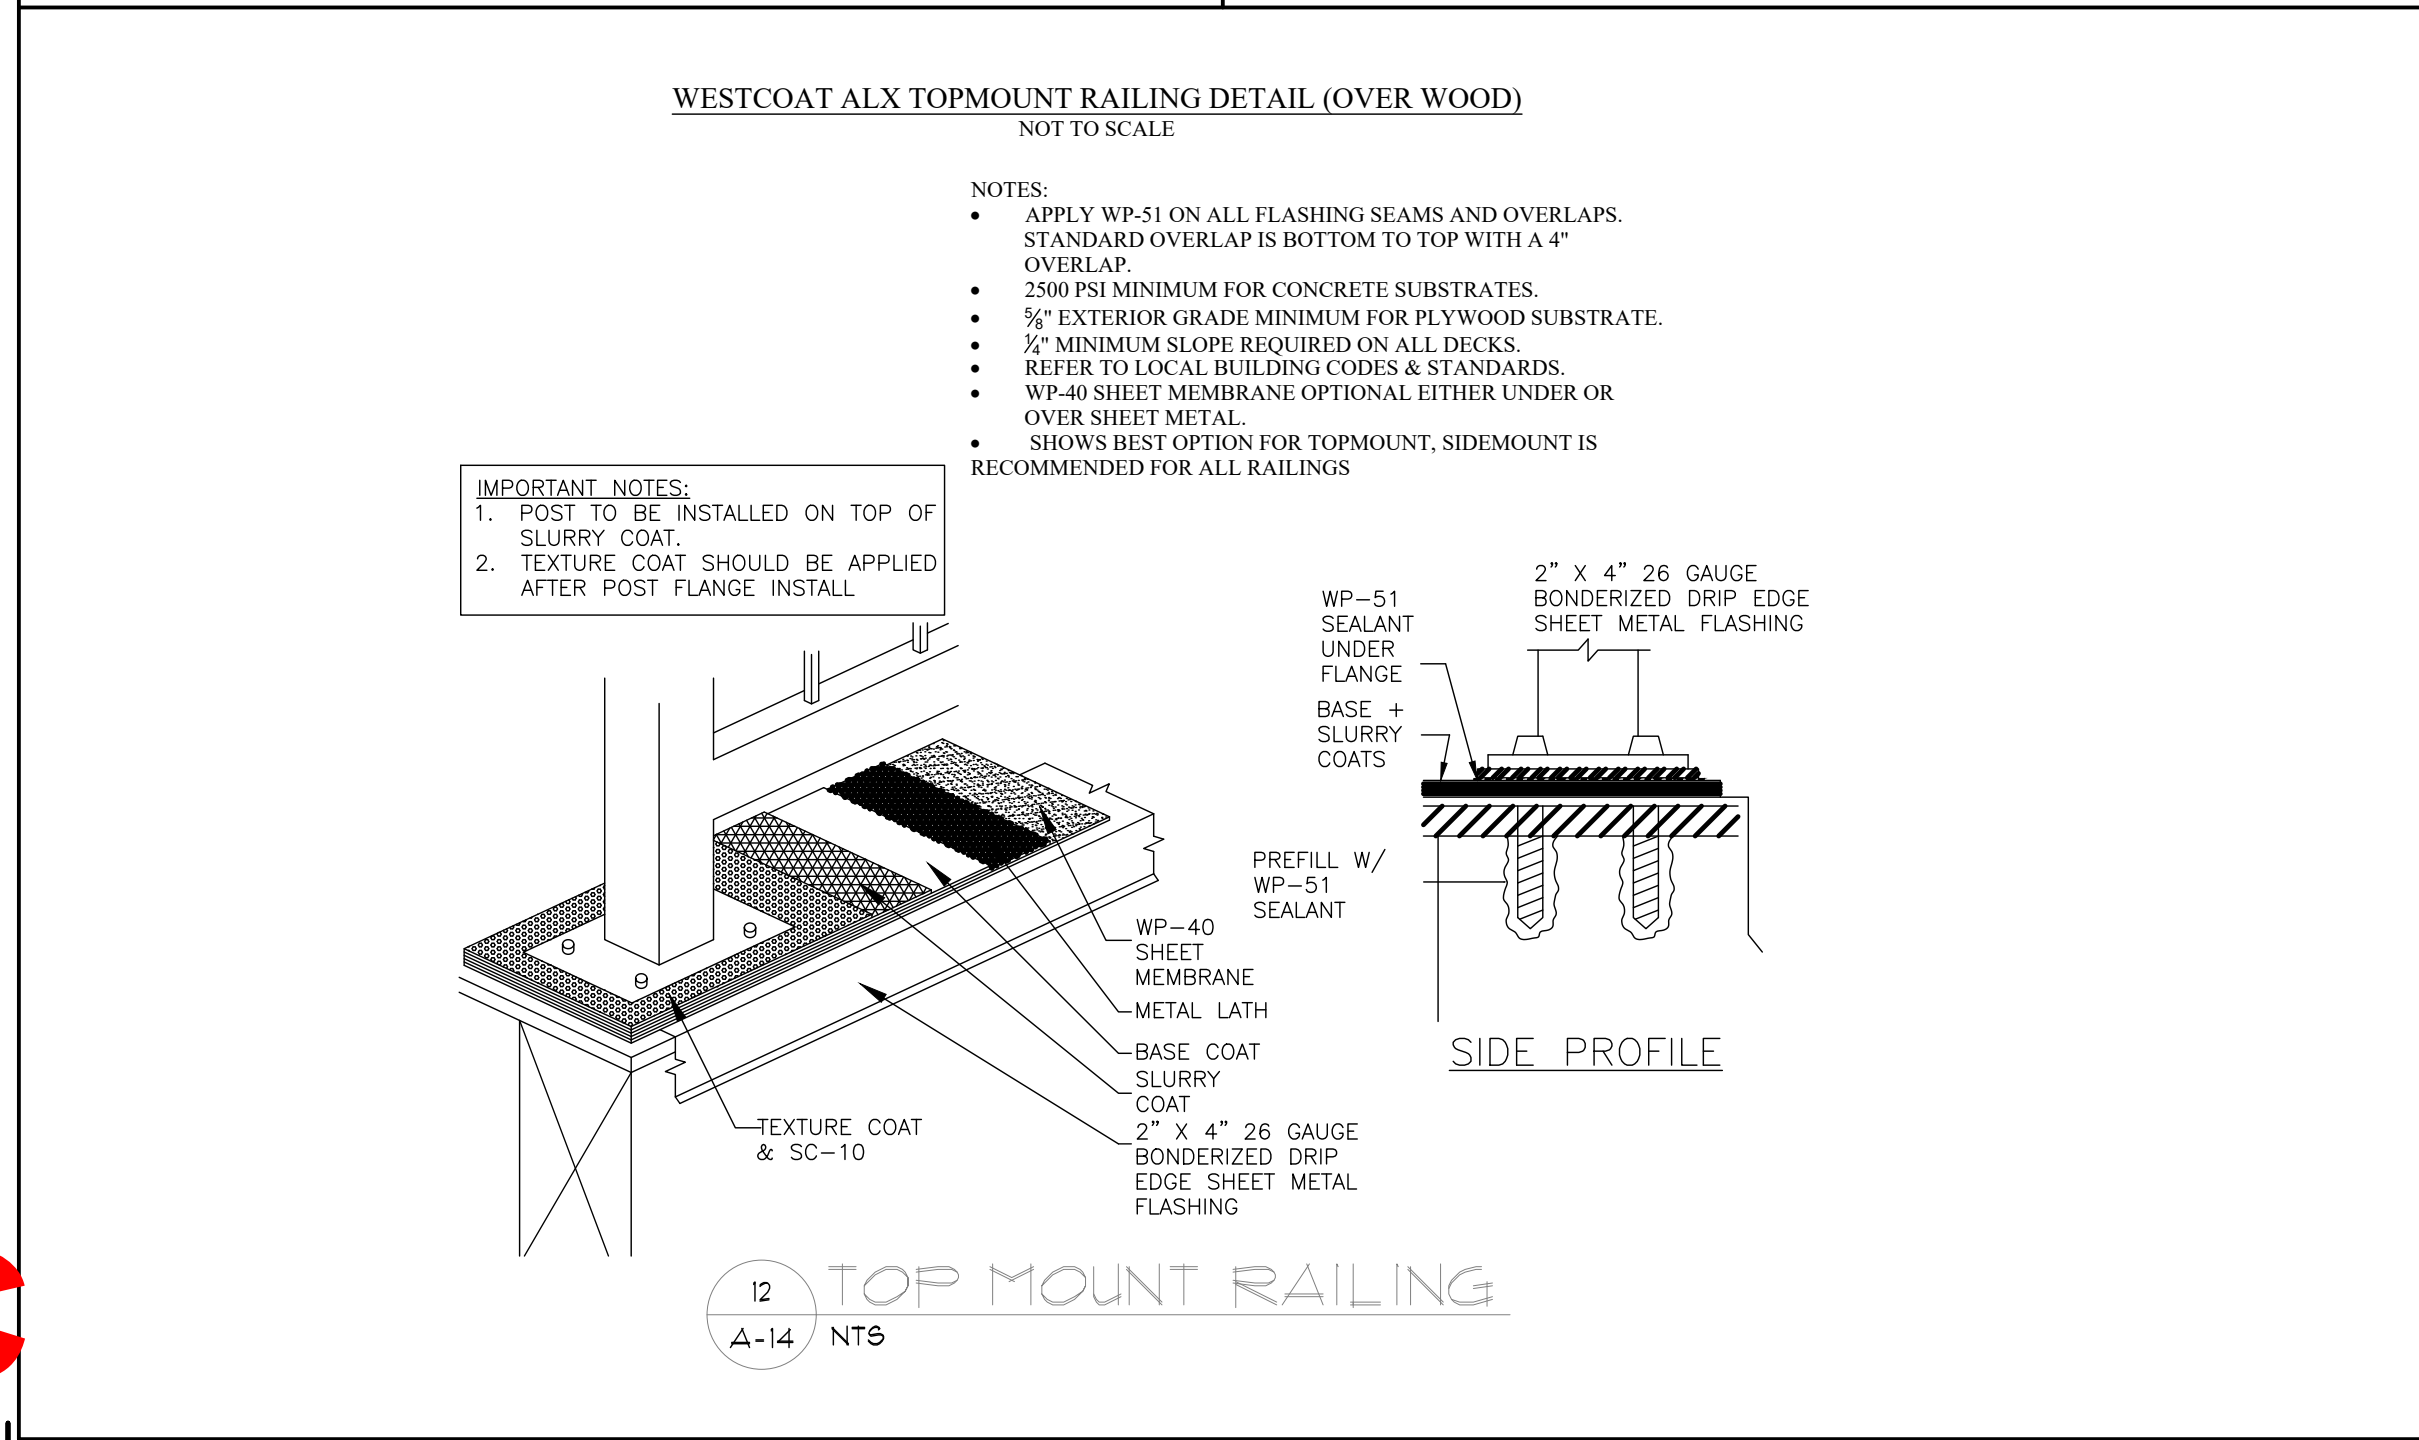 WESTCOAT ALX TOPMOUNT RAILING DETAIL (OVER WOOD)
NOT TO SCALE
NOTES:
• APPLY WP-51 ON ALL FLASHING SEAMS AND OVERLAPS.
STANDARD OVERLAP IS BOTTOM TO TOP WITH A 4"
OVERLAP.
• 2500 PSI MINIMUM FOR CONCRETE SUBSTRATES.
• ⅝" EXTERIOR GRADE MINIMUM FOR PLYWOOD SUBSTRATE.
• ¼" MINIMUM SLOPE REQUIRED ON ALL DECKS.
• REFER TO LOCAL BUILDING CODES & STANDARDS.
• WP-40 SHEET MEMBRANE OPTIONAL EITHER UNDER OR
OVER SHEET METAL.
• SHOWS BEST OPTION FOR TOPMOUNT, SIDEMOUNT IS
RECOMMENDED FOR ALL RAILINGS
IMPORTANT NOTES:
1. POST TO BE INSTALLED ON TOP OF
SLURRY COAT.
2. TEXTURE COAT SHOULD BE APPLIED
AFTER POST FLANGE INSTALL
WP-40
SHEET
MEMBRANE
METAL LATH
BASE COAT
SLURRY
COAT
2" X 4" 26 GAUGE
BONDERIZED DRIP
EDGE SHEET METAL
FLASHING
TEXTURE COAT
& SC-10
WP-51
SEALANT
UNDER
FLANGE
2" X 4" 26 GAUGE
BONDERIZED DRIP EDGE
SHEET METAL FLASHING
BASE +
SLURRY
COATS
PREFILL W/
WP-51
SEALANT
SIDE PROFILE
12
A-14
TOP MOUNT RAILING
NTS